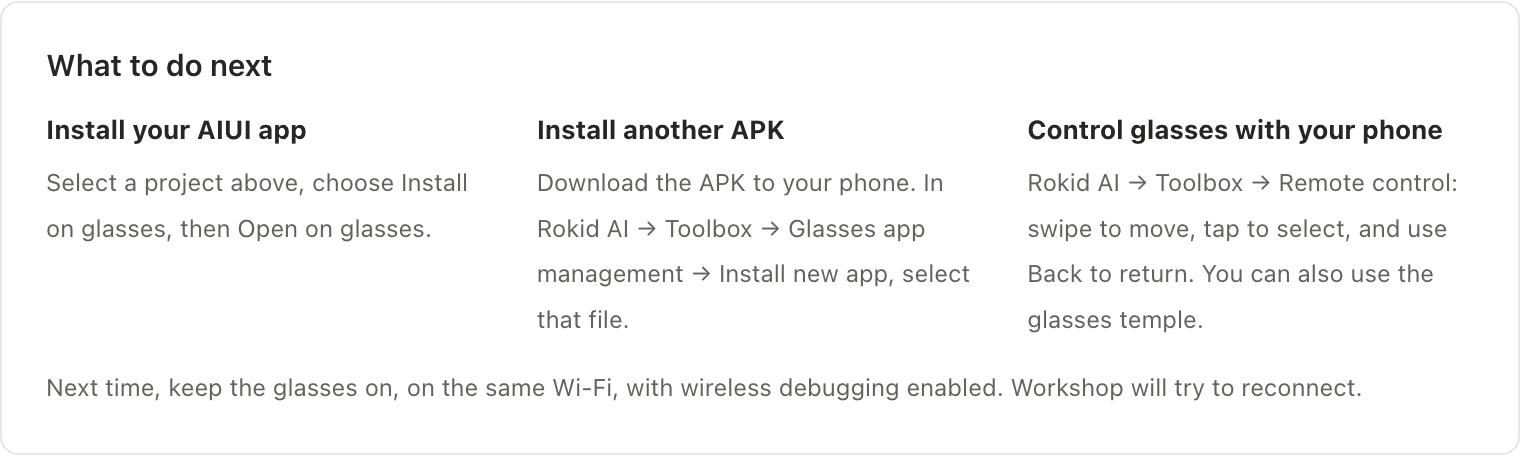 What to do next
Install your AIUI app
Select a project above, choose Install
on glasses, then Open on glasses.
Install another APK
Download the APK to your phone. In
Rokid AI → Toolbox → Glasses app
management → Install new app, select
that file.
Control glasses with your phone
Rokid AI → Toolbox → Remote control:
swipe to move, tap to select, and use
Back to return. You can also use the
glasses temple.
Next time, keep the glasses on, on the same Wi-Fi, with wireless debugging enabled. Workshop will try to reconnect.